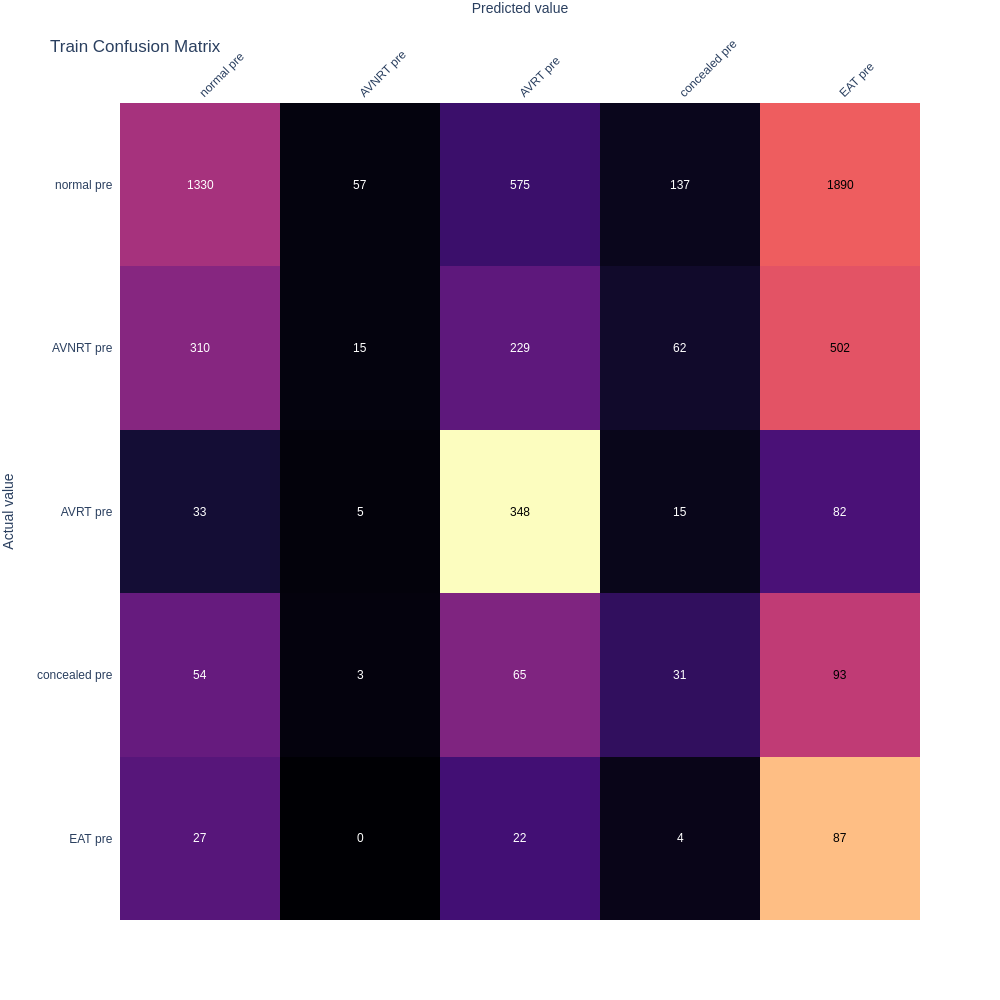 Predicted value
Train Confusion Matrix
normal pre
AVNRT pre
AVRT pre
concealed pre
EAT pre
normal pre 1330 57 575 137 1890
AVNRT pre 310 15 229 62 502
Actual value
AVRT pre 33 5 348 15 82
concealed pre 54 3 65 31 93
EAT pre 27 0 22 4 87